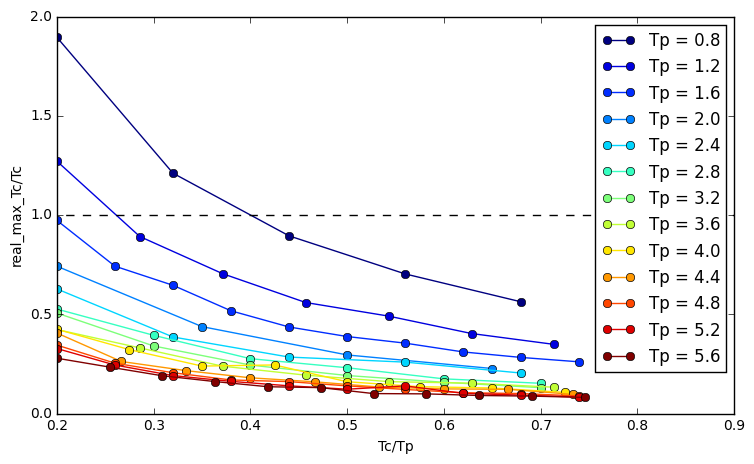 2.0
1.5
1.0
0.5
0.0
real_max_Tc/Tc
0.2 0.3 0.4 0.5 0.6 0.7 0.8 0.9
Tc/Tp
Tp = 0.8
Tp = 1.2
Tp = 1.6
Tp = 2.0
Tp = 2.4
Tp = 2.8
Tp = 3.2
Tp = 3.6
Tp = 4.0
Tp = 4.4
Tp = 4.8
Tp = 5.2
Tp = 5.6